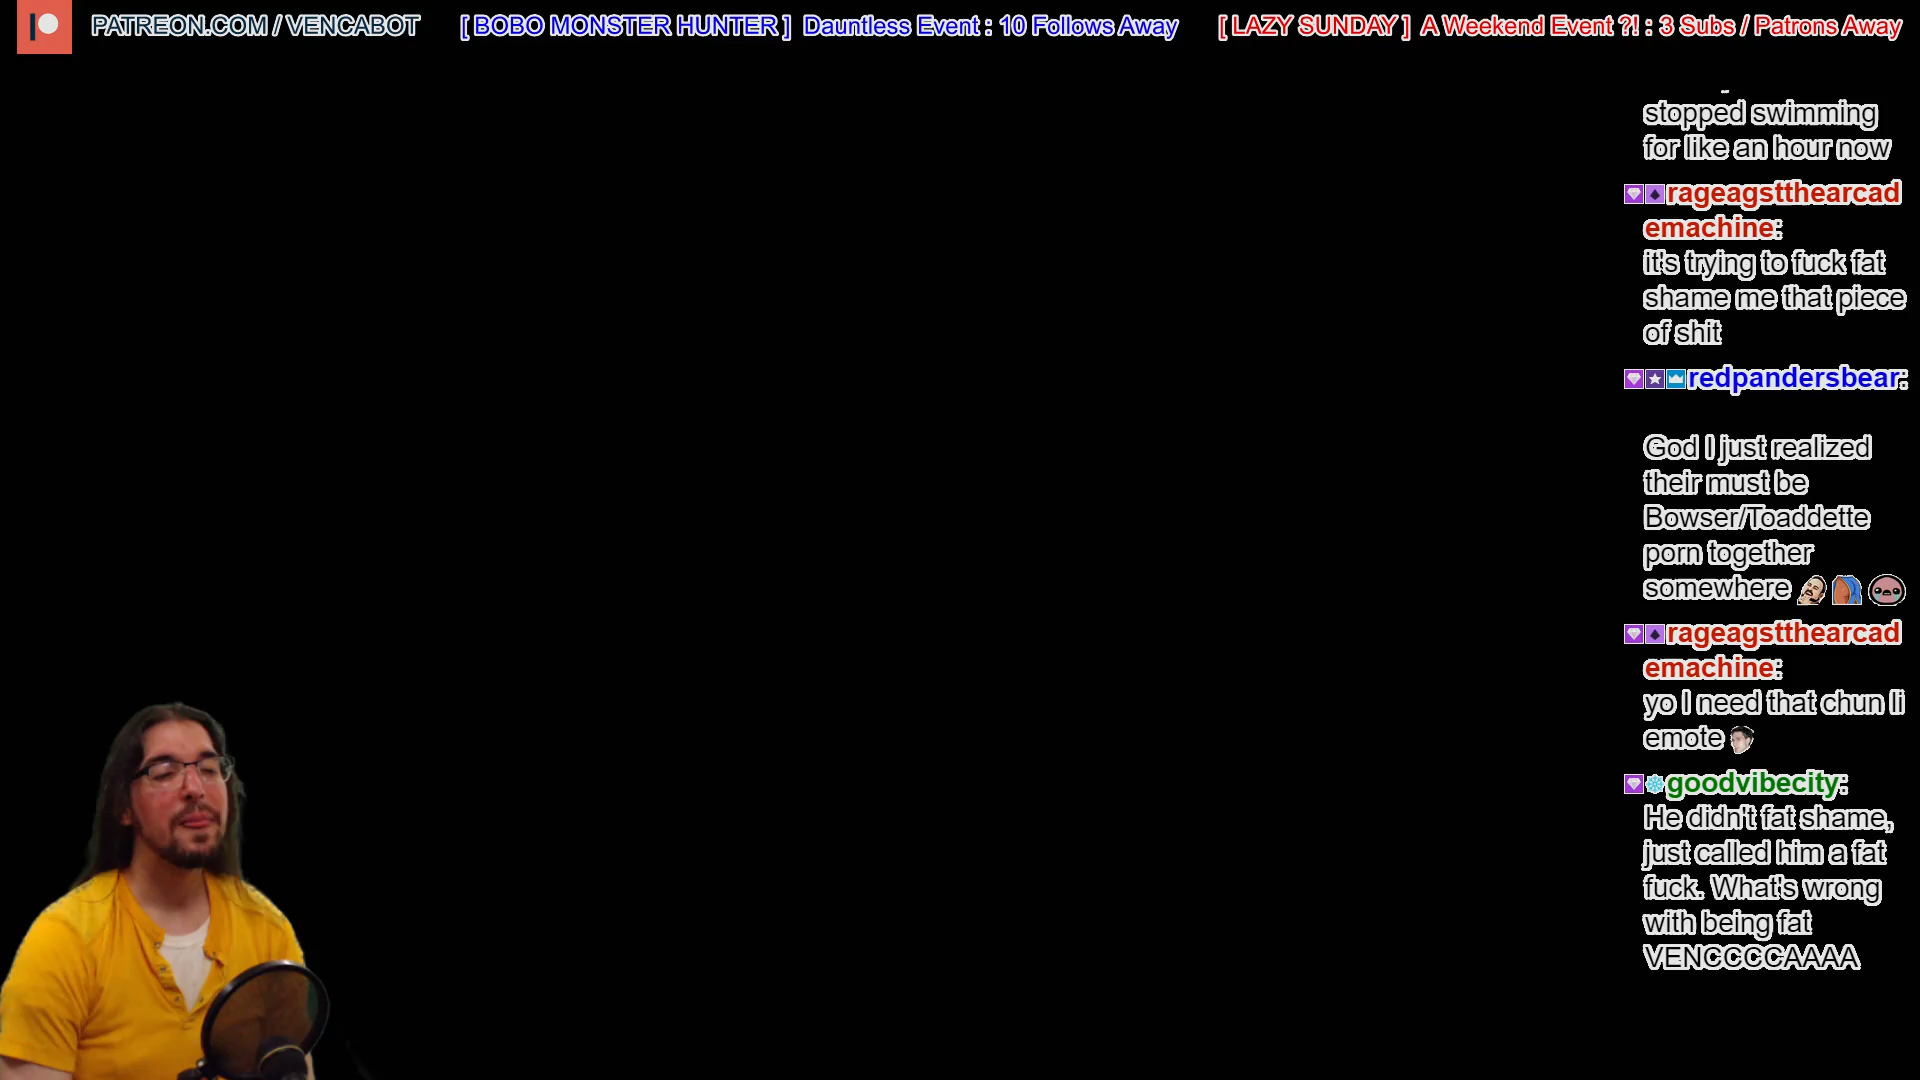 PATREON.COM / VENCABOT [ BOBO MONSTER HUNTER ] Dauntless Event : 10 Follows Away [ LAZY SUNDAY ] A Weekend Event ?! : 3 Subs / Patrons Away
stopped swimming
for like an hour now
rageagstthearcad
emachine:
it's trying to fuck fat
shame me that piece
of shit
redpandersbear:
God I just realized
their must be
Bowser/Toaddette
porn together
somewhere
rageagstthearcad
emachine:
yo I need that chun li
emote
goodvibecity:
He didn't fat shame,
just called him a fat
fuck. What's wrong
with being fat
VENCCCCAAAA